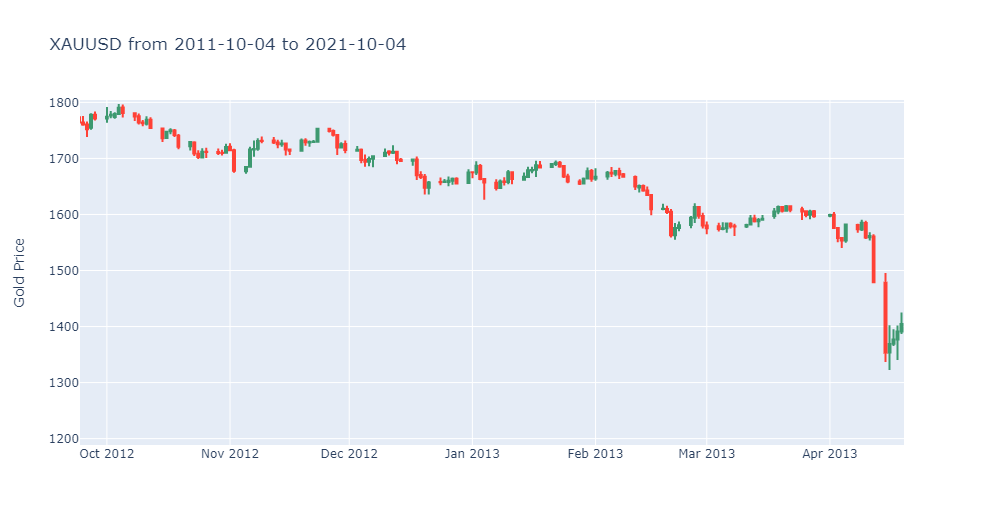 XAUUSD from 2011-10-04 to 2021-10-04
Gold Price
1800
1700
1600
1500
1400
1300
1200
Oct 2012 Nov 2012 Dec 2012 Jan 2013 Feb 2013 Mar 2013 Apr 2013